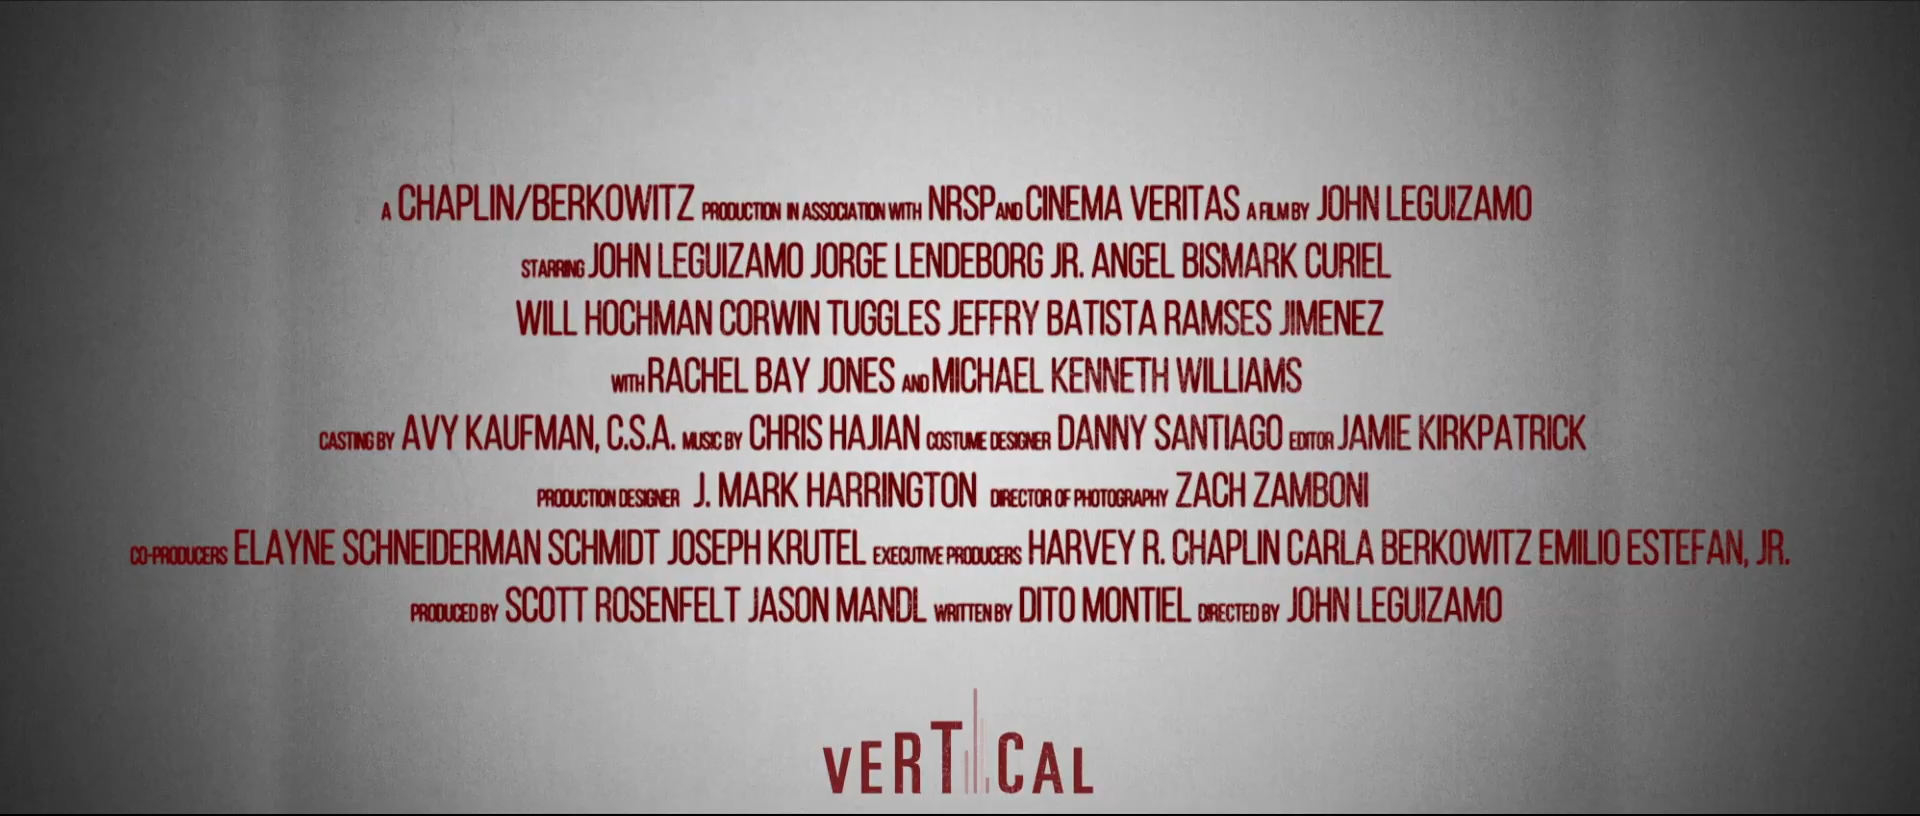 A CHAPLIN/BERKOWITZ PRODUCTION IN ASSOCIATION WITH NRSP AND CINEMA VERITAS A FILM BY JOHN LEGUIZAMO
STARRING JOHN LEGUIZAMO JORGE LENDEBORG JR. ANGEL BISMARK CURIEL
WILL HOCHMAN CORWIN TUGGLES JEFFRY BATISTA RAMSES JIMENEZ
WITH RACHEL BAY JONES AND MICHAEL KENNETH WILLIAMS
CASTING BY AVY KAUFMAN, C.S.A. MUSIC BY CHRIS HAJIAN COSTUME DESIGNER DANNY SANTIAGO EDITOR JAMIE KIRKPATRICK
PRODUCTION DESIGNER J. MARK HARRINGTON DIRECTOR OF PHOTOGRAPHY ZACH ZAMBONI
CO-PRODUCERS ELAYNE SCHNEIDERMAN SCHMIDT JOSEPH KRUTEL EXECUTIVE PRODUCERS HARVEY R. CHAPLIN CARLA BERKOWITZ EMILIO ESTEFAN, JR.
PRODUCED BY SCOTT ROSENFELT JASON MANDL WRITTEN BY DITO MONTIEL DIRECTED BY JOHN LEGUIZAMO
VERTICAL